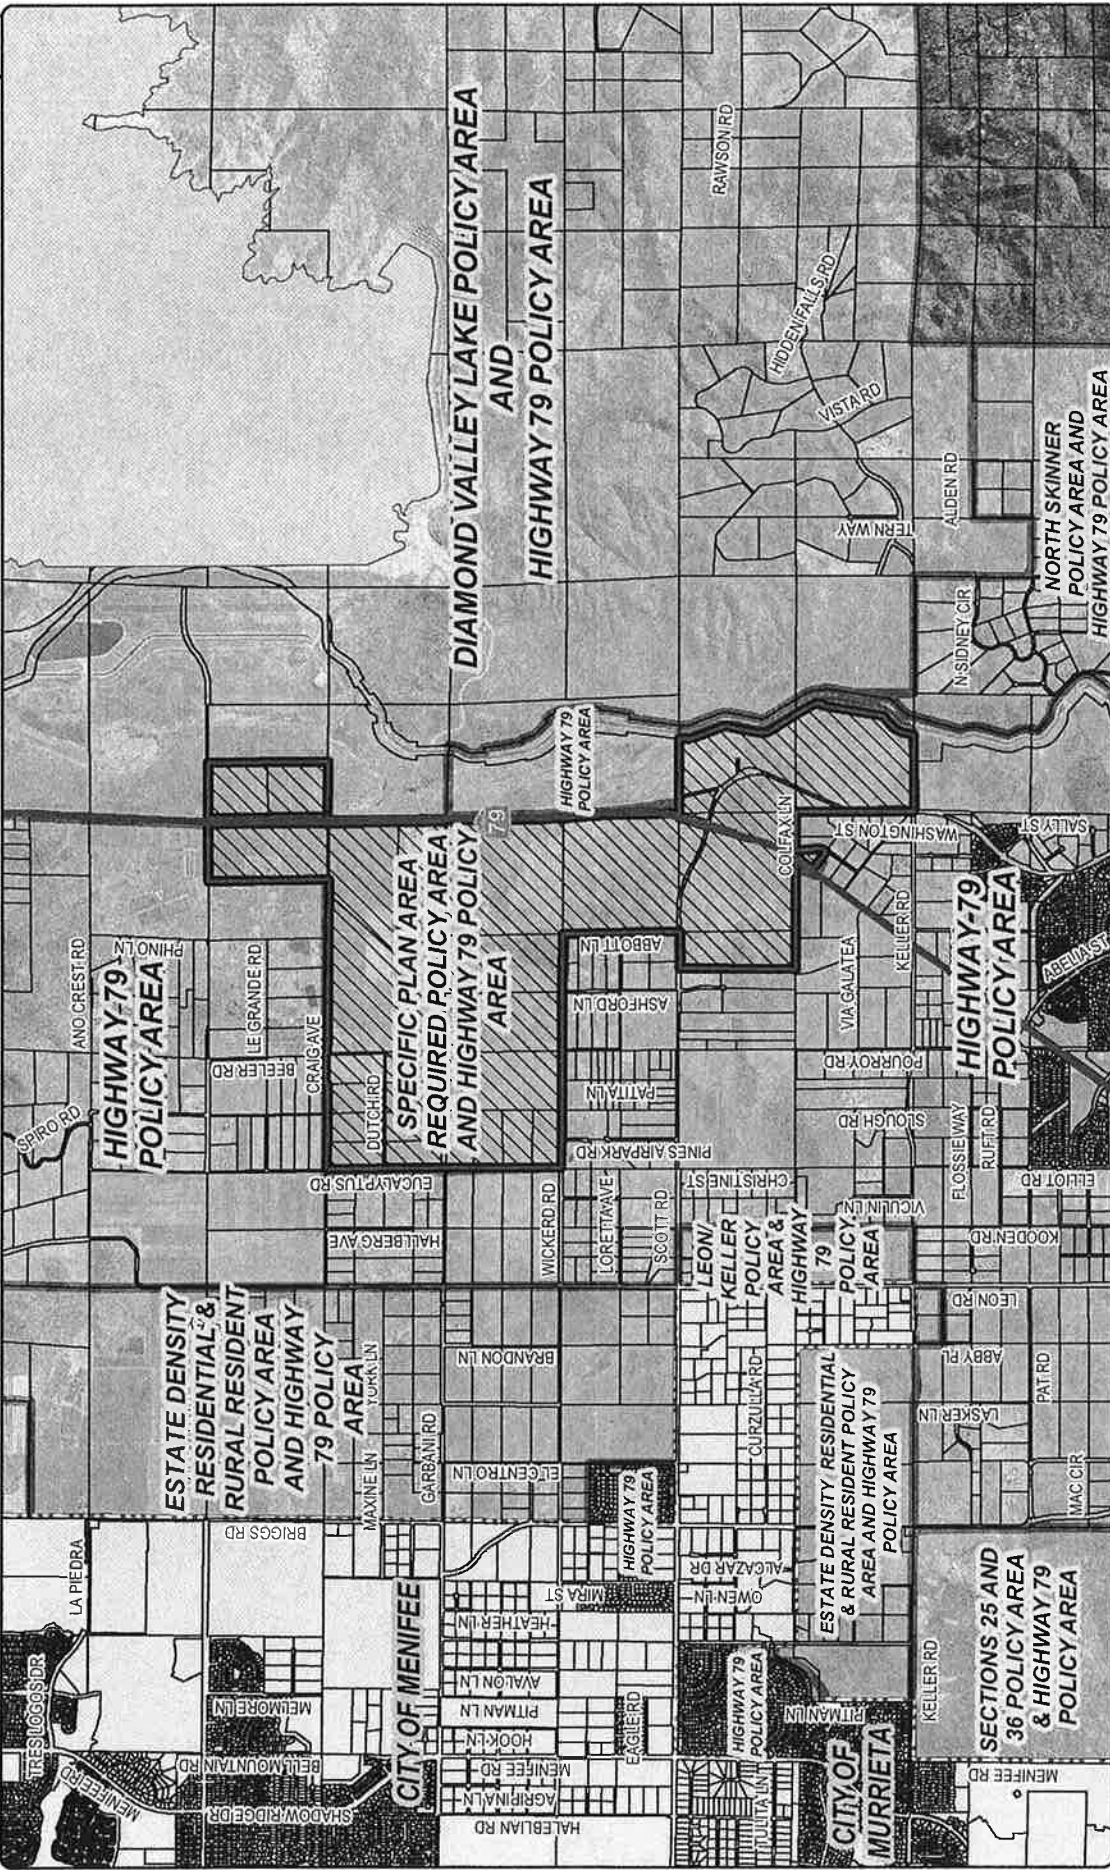 DIAMOND VALLEY LAKE POLICY AREA
AND
HIGHWAY 79 POLICY AREA
RAWSON RD
HIDDEN FALLS RD
VISTA RD
TERN WAY
ALDEN RD
NORTH SKINNER
POLICY AREA AND
HIGHWAY 79 POLICY AREA
N SIDNEY CIR
HIGHWAY 79
POLICY AREA
79
SPECIFIC PLAN AREA
REQUIRED POLICY AREA
AND HIGHWAY 79 POLICY
AREA
COLFAX LN
WASHINGTON ST
SALLY ST
KELLER RD
HIGHWAY-79
POLICY AREA
ABELIA ST
ANO CREST RD
PHINO LN
HIGHWAY-79
POLICY AREA
SPIRO RD
LE GRANDE RD
BEELER RD
CRAIG AVE
DUTCH RD
EUCALYPTUS RD
HALLBERG AVE
ABBOTT LN
ASHFORD LN
PATITA LN
PINES AIRPARK RD
WICKERD RD
LORETTA AVE
SCOTT RD
CHRISTINE ST
VIA GALATEA
POURROY RD
SLOUGH RD
FLOSSIE WAY
RUFT RD
ELLIOT RD
VICULIN LN
KOODEN RD
LEON/
KELLER
POLICY
AREA &
HIGHWAY
79
POLICY
AREA
LEON RD
ABBY PL
PAT RD
LASKER LN
MAC CIR
ESTATE DENSITY
RESIDENTIAL &
RURAL RESIDENT
POLICY AREA
AND HIGHWAY
79 POLICY
AREA
YORK LN
MAXINE LN
GARBANI RD
BRANDON LN
EL CENTRO LN
CURZULLA RD
HIGHWAY 79
POLICY AREA
ESTATE DENSITY RESIDENTIAL
& RURAL RESIDENT POLICY
AREA AND HIGHWAY 79
POLICY AREA
BRIGGS RD
LA PIEDRA
TRES LAGOS DR
MENIFEE RD
BELL MOUNTAIN RD
SHADOW RIDGE DR
MELMORE LN
CITY OF MENIFEE
MIRA ST
HEATHER LN
AVALON LN
PITMAN LN
HOOK LN
MENIFEE RD
AGRIPINA LN
HALEBLIAN RD
EAGLE RD
ALCAZAR DR
OWEN LN
HIGHWAY 79
POLICY AREA
PITMAN LN
TULITA LN
CITY OF
MURRIETA
KELLER RD
SECTIONS 25 AND
36 POLICY AREA
& HIGHWAY 79
POLICY AREA
MENIFEE RD